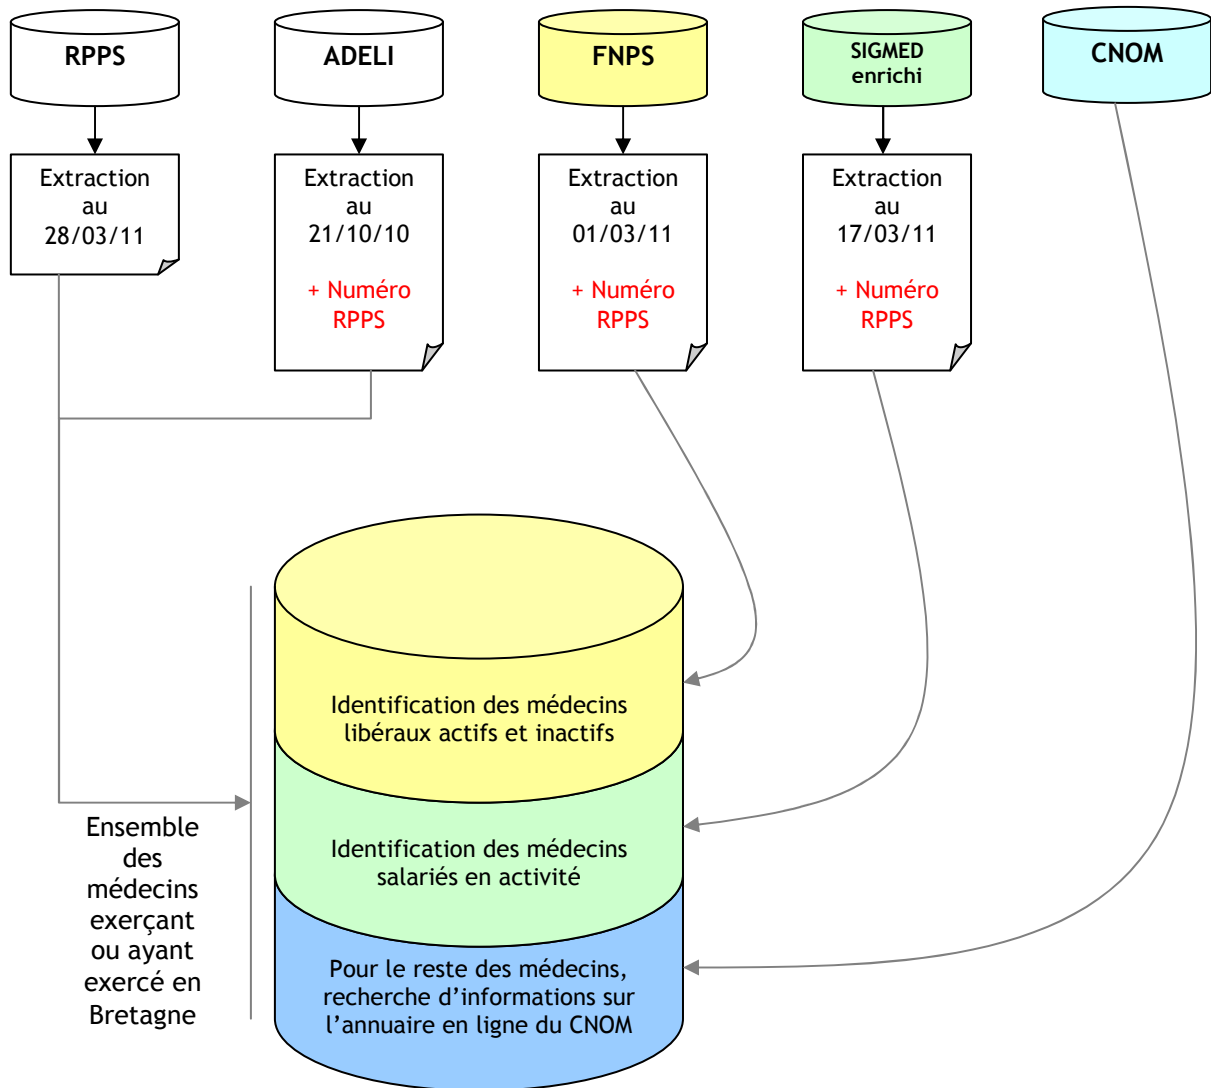 RPPS
ADELI
FNPS
SIGMED
enrichi
CNOM
Extraction
au
28/03/11
Extraction
au
21/10/10
+ Numéro
RPPS
Extraction
au
01/03/11
+ Numéro
RPPS
Extraction
au
17/03/11
+ Numéro
RPPS
Identification des médecins
libéraux actifs et inactifs
Identification des médecins
salariés en activité
Pour le reste des médecins,
recherche d’informations sur
l’annuaire en ligne du CNOM
Ensemble
des
médecins
exerçant
ou ayant
exercé en
Bretagne